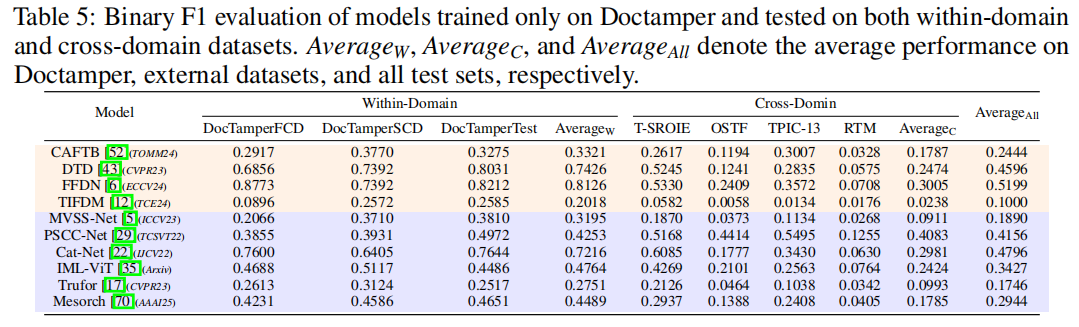 Table 5: Binary F1 evaluation of models trained only on Doctamper and tested on both within-domain
and cross-domain datasets. AverageW, AverageC, and AverageAll denote the average performance on
Doctamper, external datasets, and all test sets, respectively.
Model Within-Domain Cross-Domin AverageAll
DocTamperFCD DocTamperSCD DocTamperTest AverageW T-SROIE OSTF TPIC-13 RTM AverageC
CAFTB [52] (TOMM24) 0.2917 0.3770 0.3275 0.3321 0.2617 0.1194 0.3007 0.0328 0.1787 0.2444
DTD [43] (CVPR23) 0.6856 0.7392 0.8031 0.7426 0.5245 0.1241 0.2835 0.0575 0.2474 0.4596
FFDN [6] (ECCV24) 0.8773 0.7392 0.8212 0.8126 0.5330 0.2409 0.3572 0.0708 0.3005 0.5199
TIFDM [12] (TCE24) 0.0896 0.2572 0.2585 0.2018 0.0582 0.0058 0.0134 0.0176 0.0238 0.1000
MVSS-Net [5] (ICCV23) 0.2066 0.3710 0.3810 0.3195 0.1870 0.0373 0.1134 0.0268 0.0911 0.1890
PSCC-Net [29] (TCSVT22) 0.3855 0.3931 0.4972 0.4253 0.5168 0.4414 0.5495 0.1255 0.4083 0.4156
Cat-Net [22] (IJCV22) 0.7600 0.6405 0.7644 0.7216 0.6085 0.1777 0.3430 0.0630 0.2981 0.4796
IML-ViT [35] (Arxiv) 0.4688 0.5117 0.4486 0.4764 0.4269 0.2101 0.2563 0.0764 0.2424 0.3427
Trufor [17] (CVPR23) 0.2613 0.3124 0.2517 0.2751 0.2126 0.0464 0.1038 0.0342 0.0993 0.1746
Mesorch [70] (AAAI25) 0.4231 0.4586 0.4651 0.4489 0.2937 0.1388 0.2408 0.0405 0.1785 0.2944